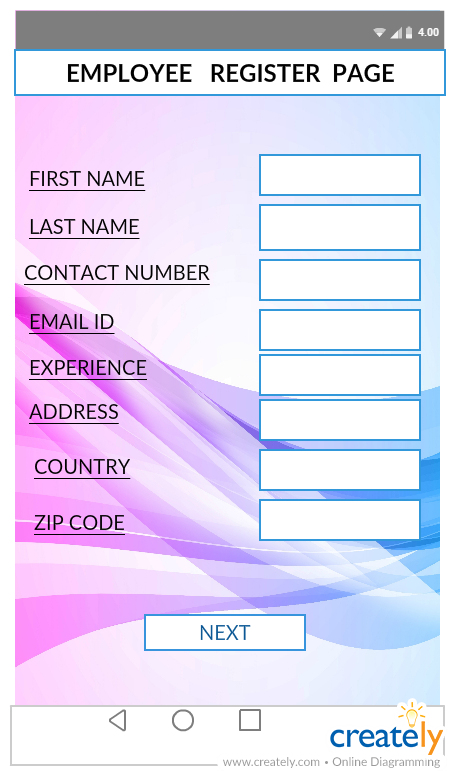 4.00
EMPLOYEE REGISTER PAGE
FIRST NAME
LAST NAME
CONTACT NUMBER
EMAIL ID
EXPERIENCE
ADDRESS
COUNTRY
ZIP CODE
NEXT
creately
www.creately.com • Online Diagramming